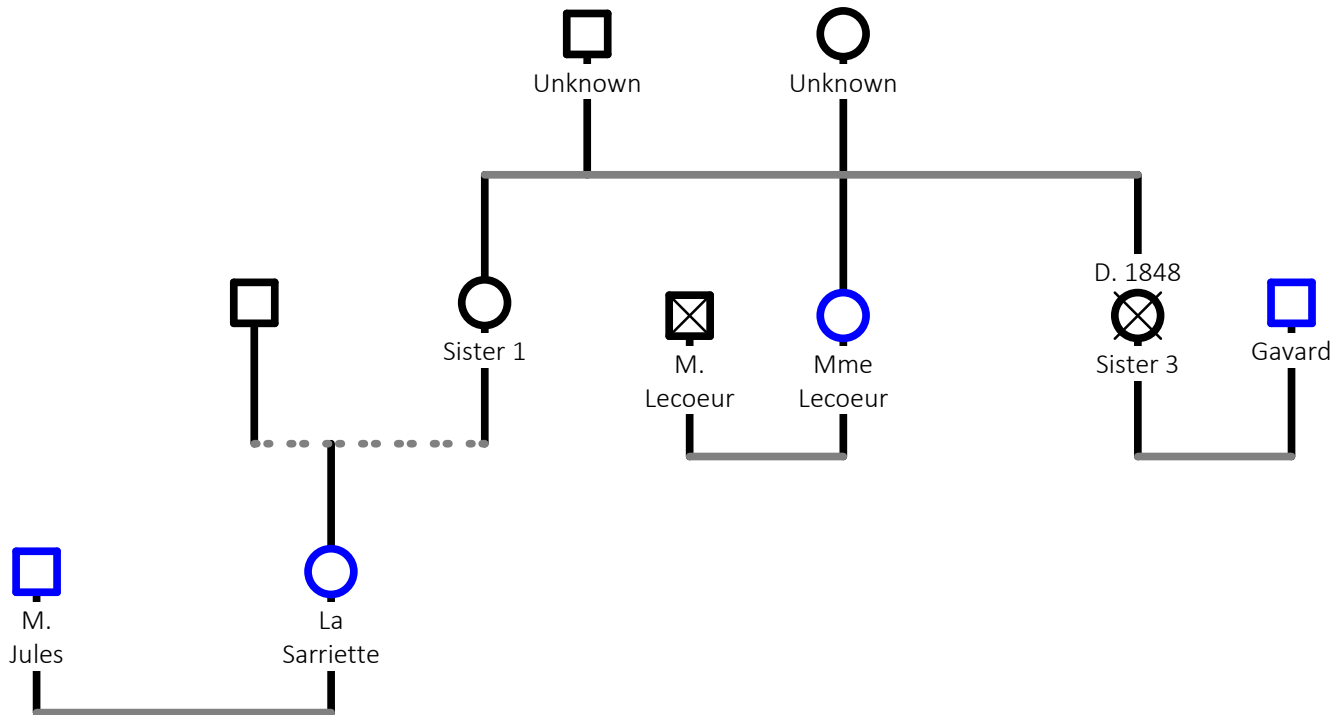 Unknown
Unknown
D. 1848
Sister 1
M.
Lecoeur
Mme
Lecoeur
Sister 3
Gavard
M.
Jules
La
Sarriette